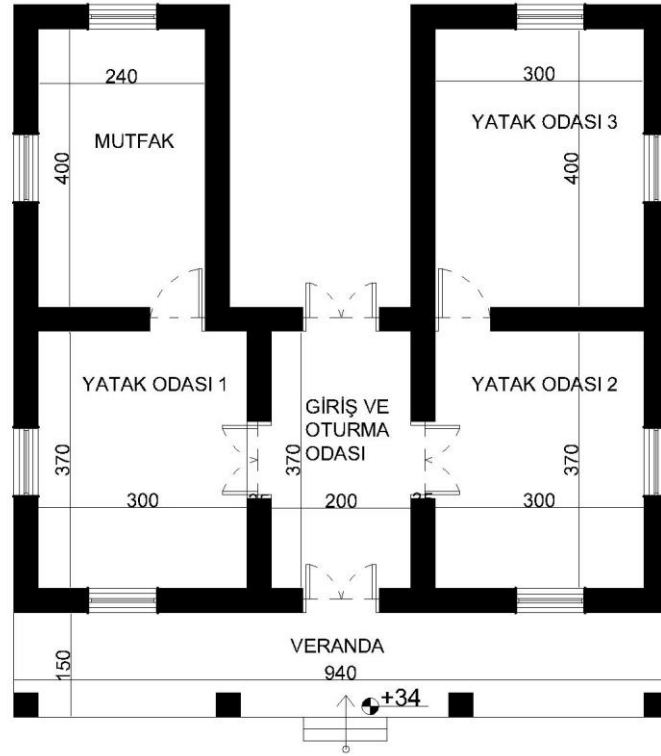 240
300
MUTFAK
YATAK ODASI 3
400
400
YATAK ODASI 1
YATAK ODASI 2
GİRİŞ VE
OTURMA
ODASI
370
370
370
300
25
200
25
300
VERANDA
150
940
+34